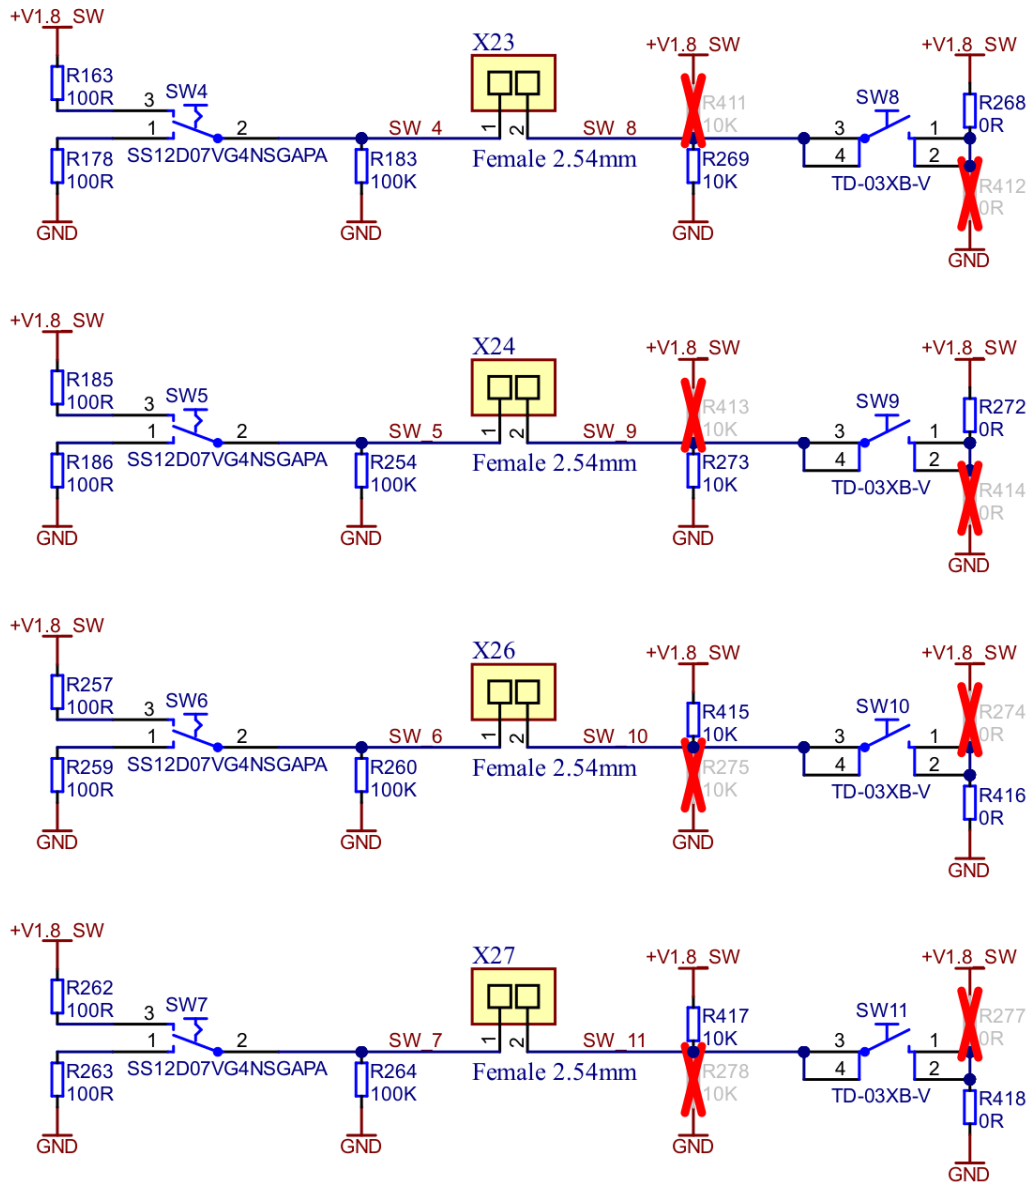 +V1.8_SW
R163
100R
SW4
3
1
2
SS12D07VG4NSGAPA
R178
100R
GND
SW_4
R183
100K
GND
X23
1
2
Female 2.54mm
SW_8
+V1.8_SW
R411
10K
R269
10K
GND
SW8
3
4
1
2
TD-03XB-V
+V1.8_SW
R268
0R
R412
0R
GND
+V1.8_SW
R185
100R
SW5
3
1
2
SS12D07VG4NSGAPA
R186
100R
GND
SW_5
R254
100K
GND
X24
1
2
Female 2.54mm
SW_9
+V1.8_SW
R413
10K
R273
10K
GND
SW9
3
4
1
2
TD-03XB-V
+V1.8_SW
R272
0R
R414
0R
GND
+V1.8_SW
R257
100R
SW6
3
1
2
SS12D07VG4NSGAPA
R259
100R
GND
SW_6
R260
100K
GND
X26
1
2
Female 2.54mm
SW_10
+V1.8_SW
R415
10K
R275
10K
GND
SW10
3
4
1
2
TD-03XB-V
+V1.8_SW
R274
0R
R416
0R
GND
+V1.8_SW
R262
100R
SW7
3
1
2
SS12D07VG4NSGAPA
R263
100R
GND
SW_7
R264
100K
GND
X27
1
2
Female 2.54mm
SW_11
+V1.8_SW
R417
10K
R278
10K
GND
SW11
3
4
1
2
TD-03XB-V
+V1.8_SW
R277
0R
R418
0R
GND